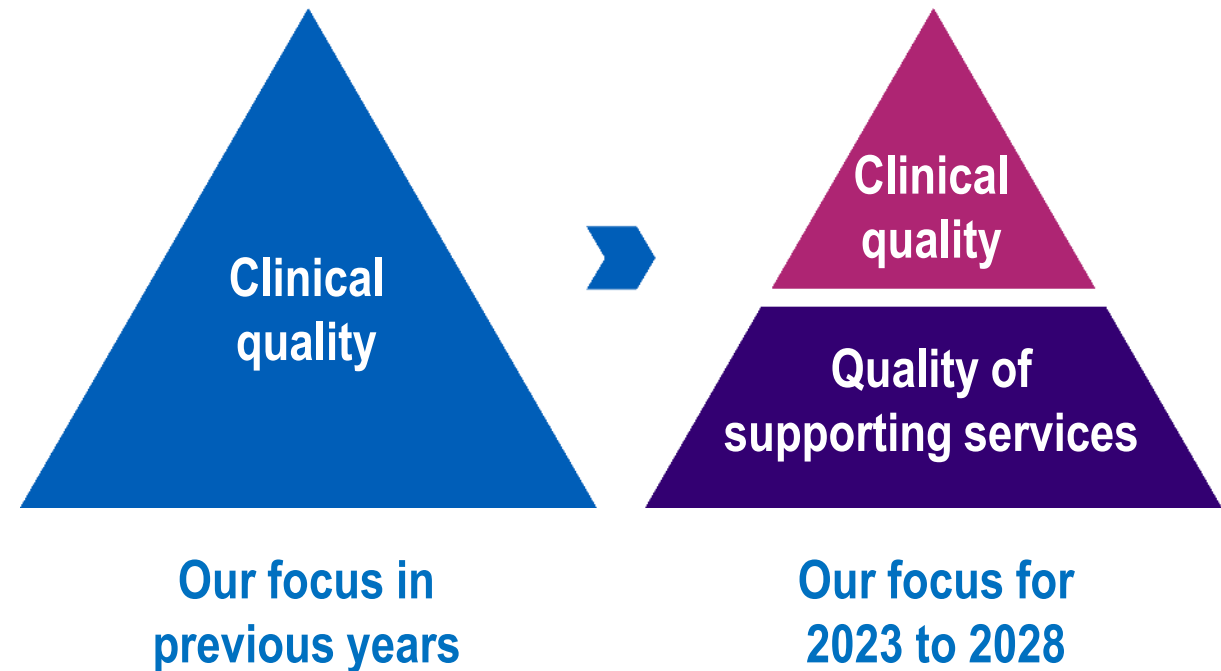 Clinical
quality
Our focus in
previous years
Clinical
quality
Quality of
supporting services
Our focus for
2023 to 2028